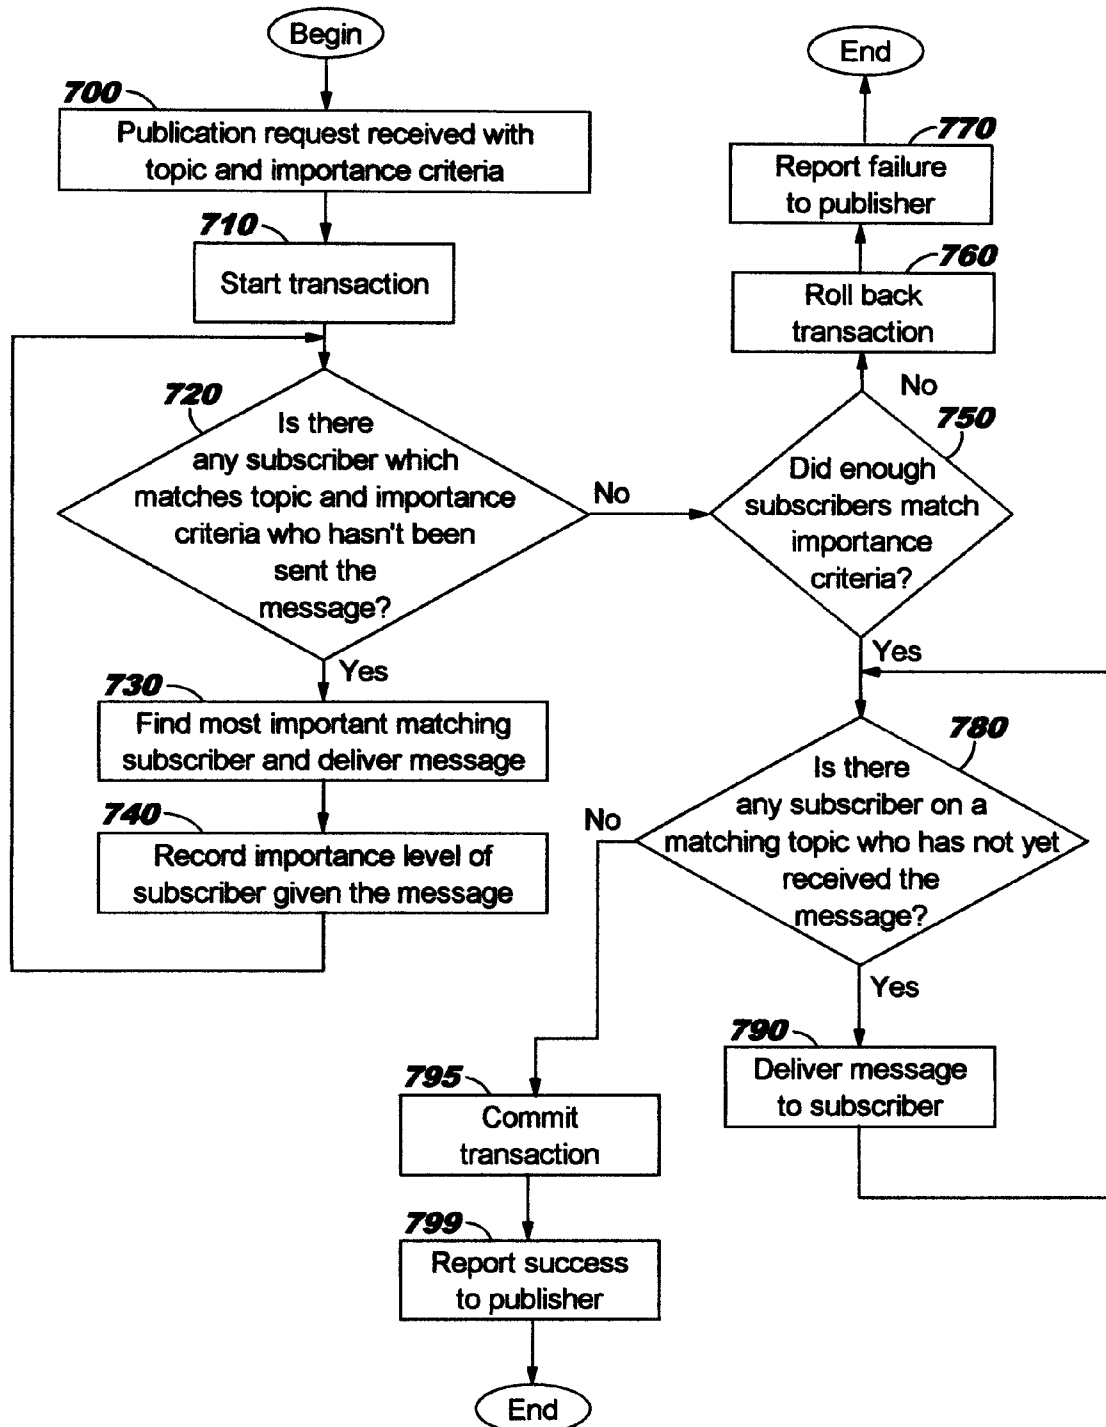 Begin
700
Publication request received with
topic and importance criteria
710
Start transaction
720
Is there
any subscriber which
matches topic and importance
criteria who hasn't been
sent the
message?
No
Yes
730
Find most important matching
subscriber and deliver message
740
Record importance level of
subscriber given the message
End
770
Report failure
to publisher
760
Roll back
transaction
No
750
Did enough
subscribers match
importance
criteria?
Yes
780
Is there
any subscriber on a
matching topic who has not yet
received the
message?
No
Yes
790
Deliver message
to subscriber
795
Commit
transaction
799
Report success
to publisher
End